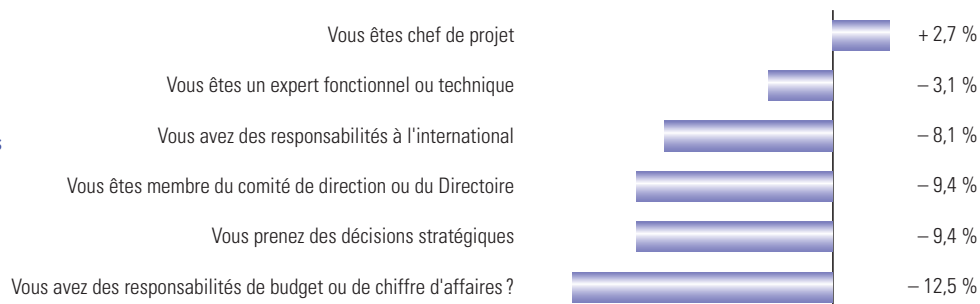 Vous êtes chef de projet + 2,7 %
Vous êtes un expert fonctionnel ou technique – 3,1 %
Vous avez des responsabilités à l'international – 8,1 %
Vous êtes membre du comité de direction ou du Directoire – 9,4 %
Vous prenez des décisions stratégiques – 9,4 %
Vous avez des responsabilités de budget ou de chiffre d'affaires ? – 12,5 %